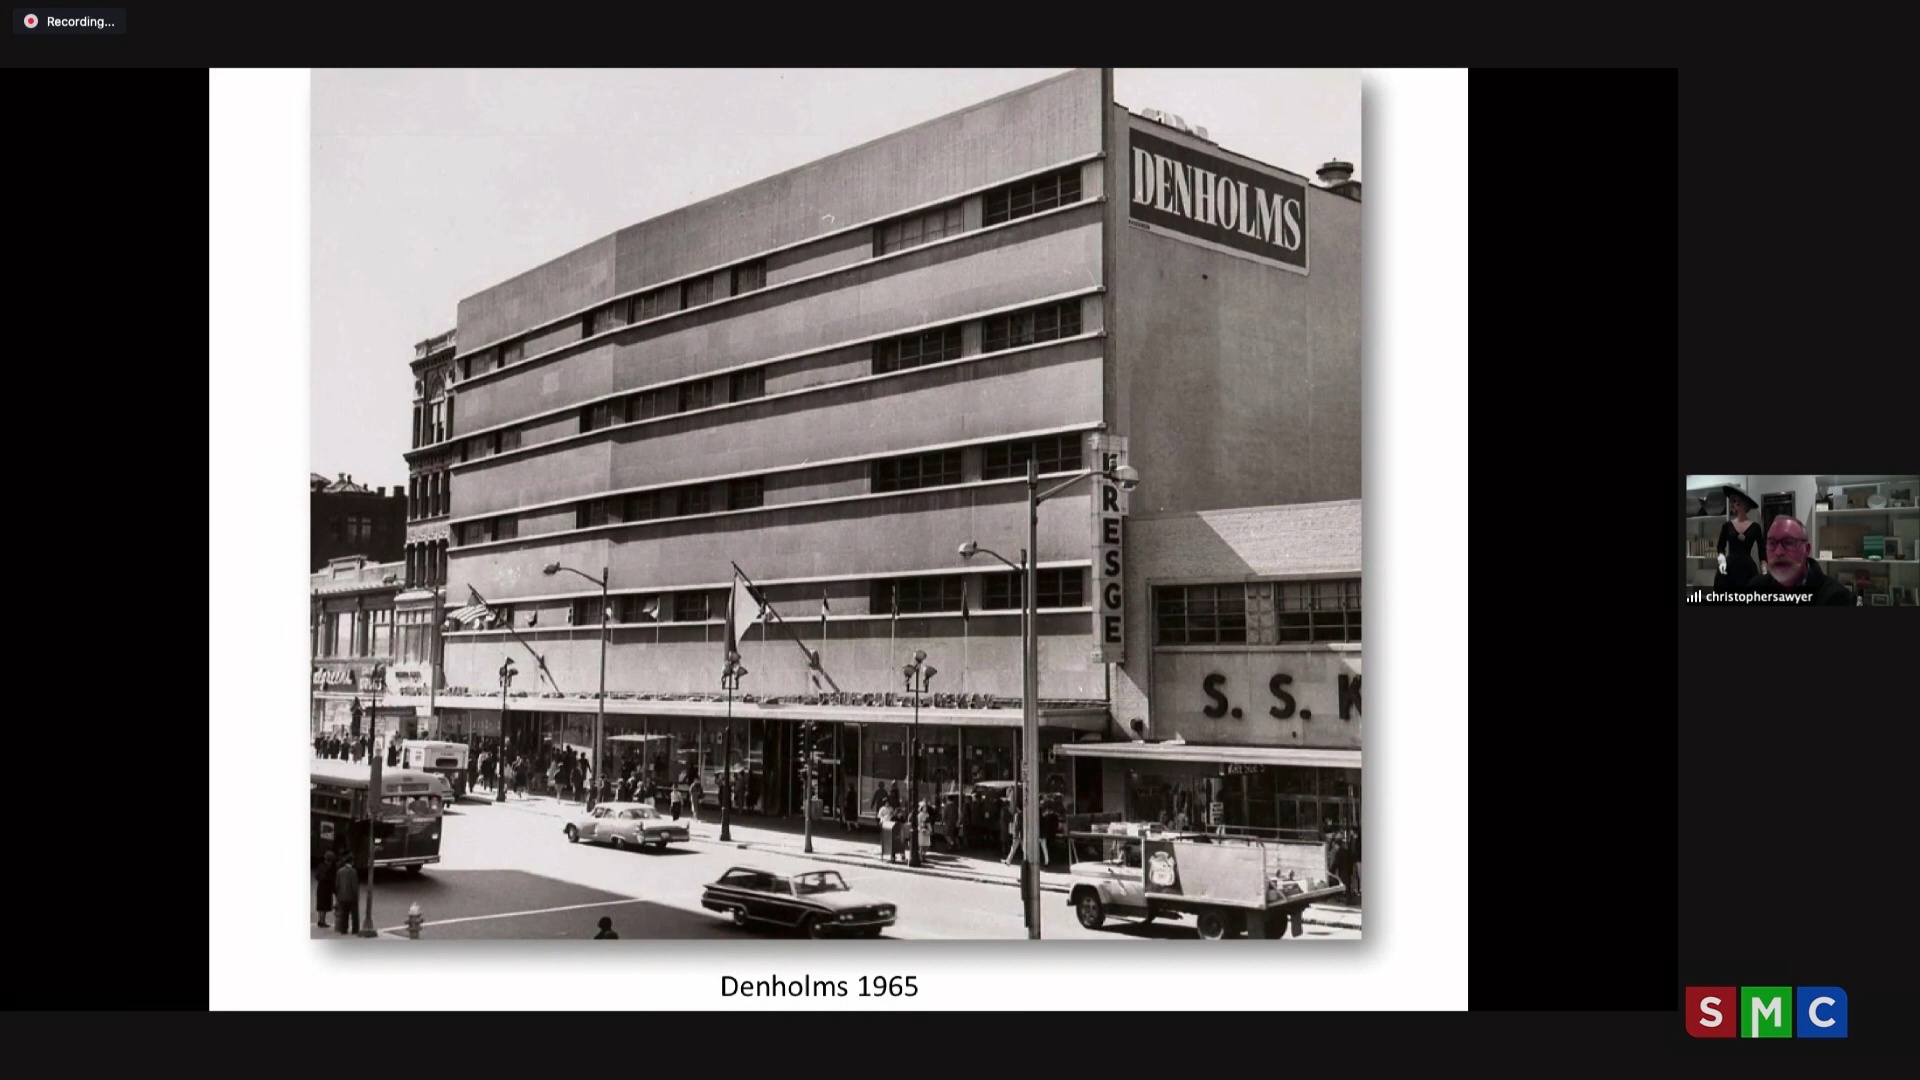 Recording...
DENHOLMS
KRESGE
S. S. K
Denholms 1965
christophersawyer
SMC